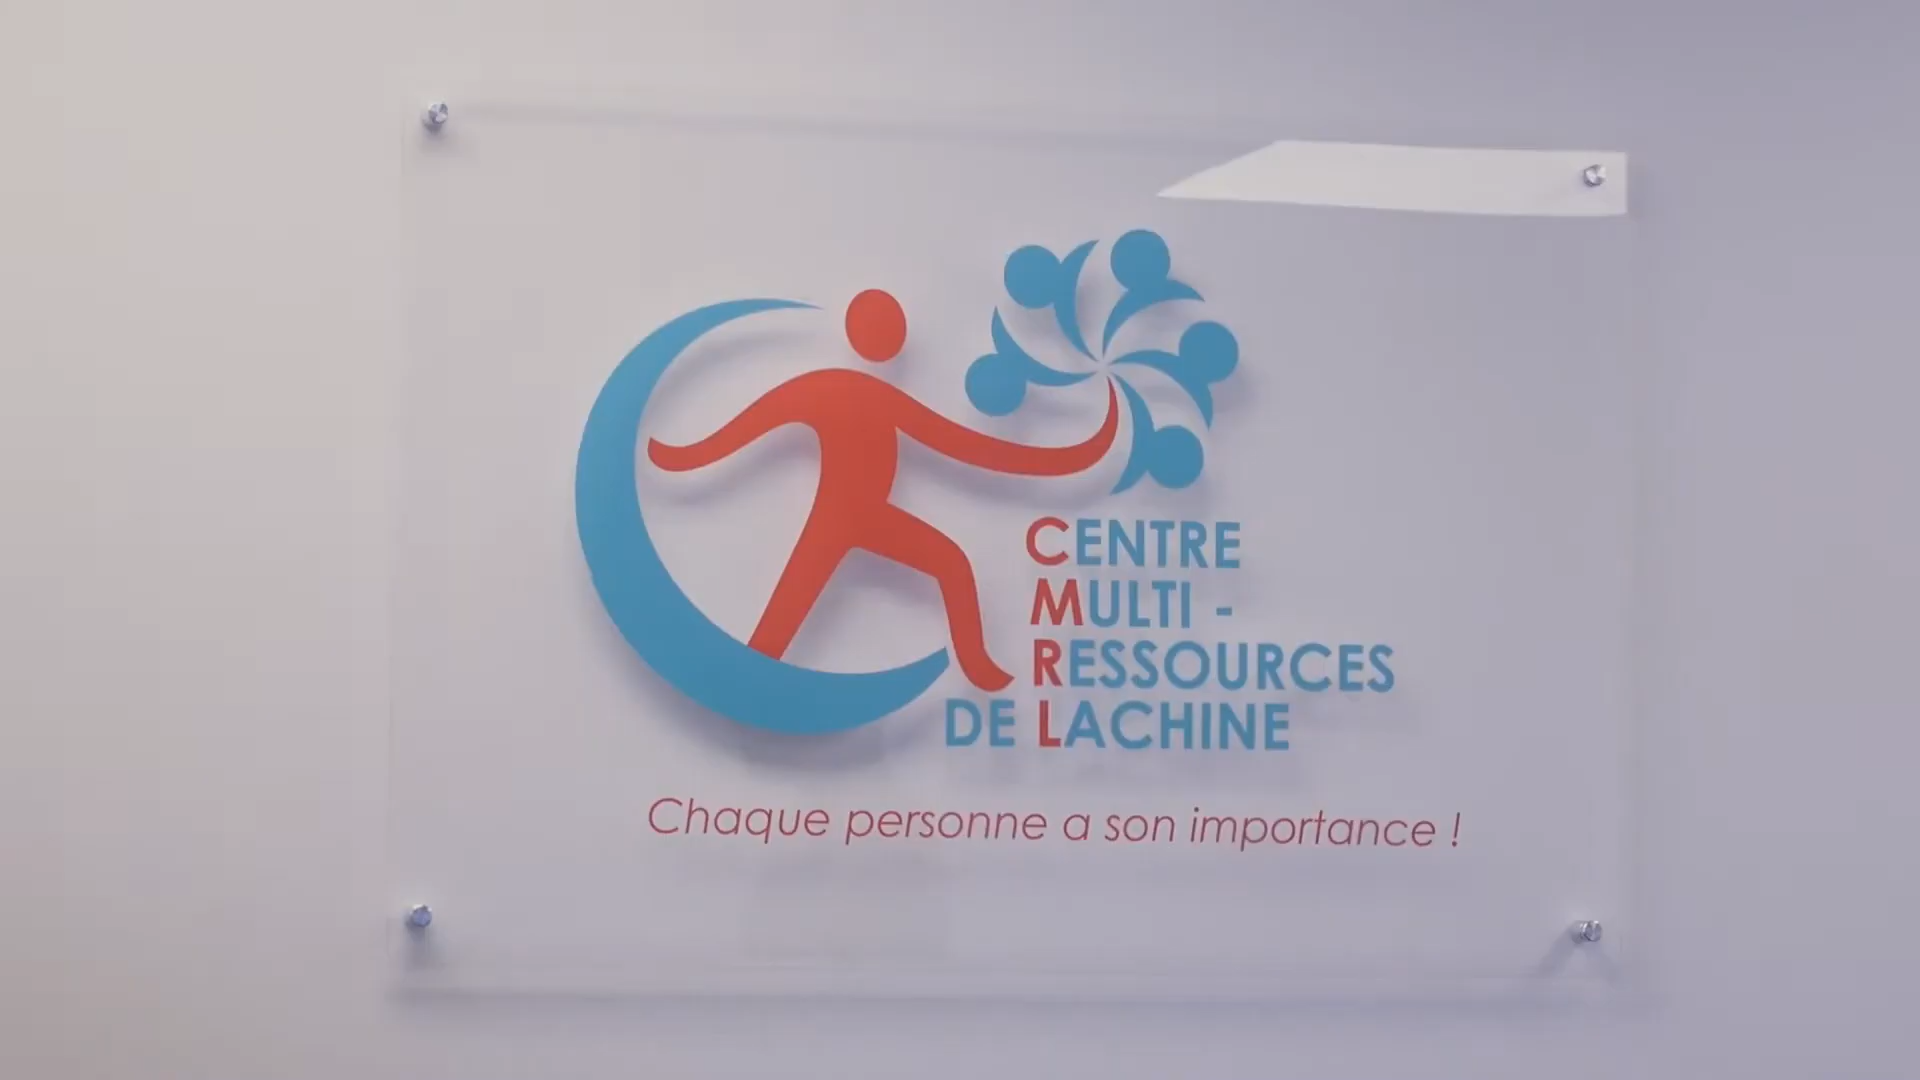 CENTRE
MULTI -
RESSOURCES
DE LACHINE
Chaque personne a son importance !